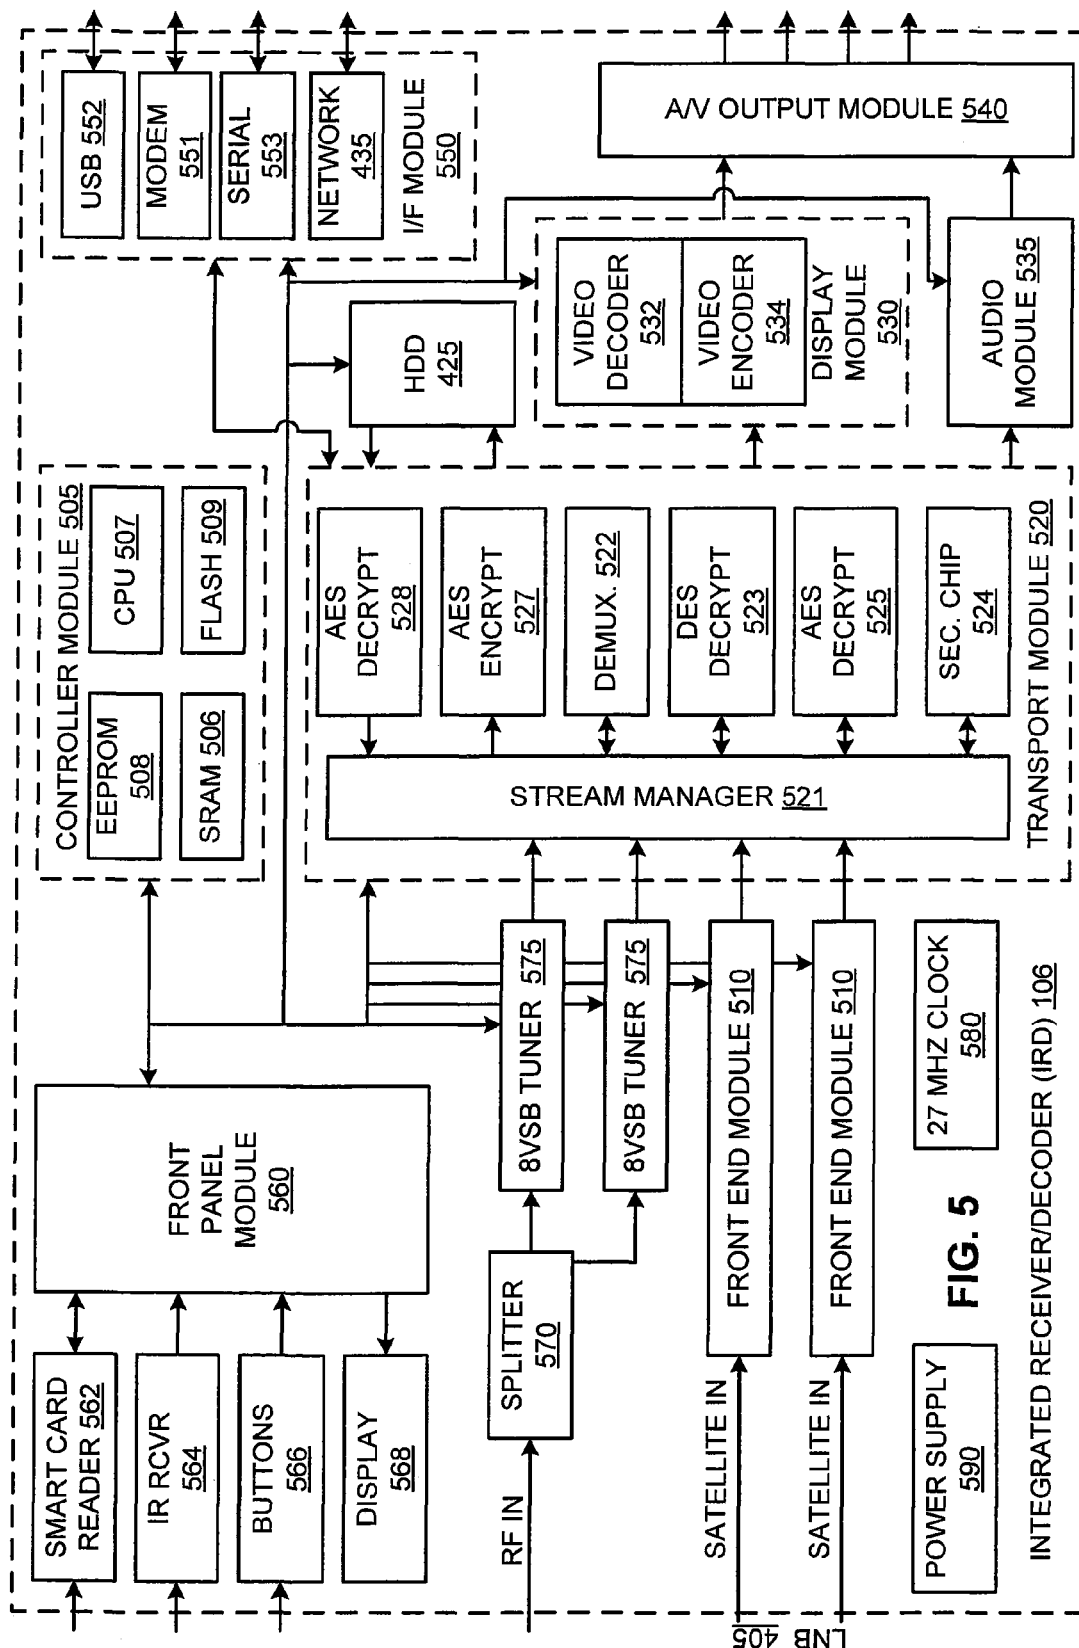 SMART CARD
READER 562
IR RCVR
564
BUTTONS
566
DISPLAY
568
FRONT
PANEL
MODULE
560
CONTROLLER MODULE 505
EEPROM
508
CPU 507
SRAM 506
FLASH 509
USB 552
MODEM
551
SERIAL
553
NETWORK
435
I/F MODULE
550
RF IN
SPLITTER
570
8VSB TUNER 575
8VSB TUNER 575
SATELLITE IN
FRONT END MODULE 510
SATELLITE IN
FRONT END MODULE 510
LNB 405
STREAM MANAGER 521
AES
DECRYPT
528
AES
ENCRYPT
527
DEMUX. 522
DES
DECRYPT
523
AES
DECRYPT
525
SEC. CHIP
524
TRANSPORT MODULE 520
HDD
425
VIDEO
DECODER
532
VIDEO
ENCODER
534
DISPLAY
MODULE
530
AUDIO
MODULE 535
A/V OUTPUT MODULE 540
POWER SUPPLY
590
FIG. 5
27 MHZ CLOCK
580
INTEGRATED RECEIVER/DECODER (IRD) 106